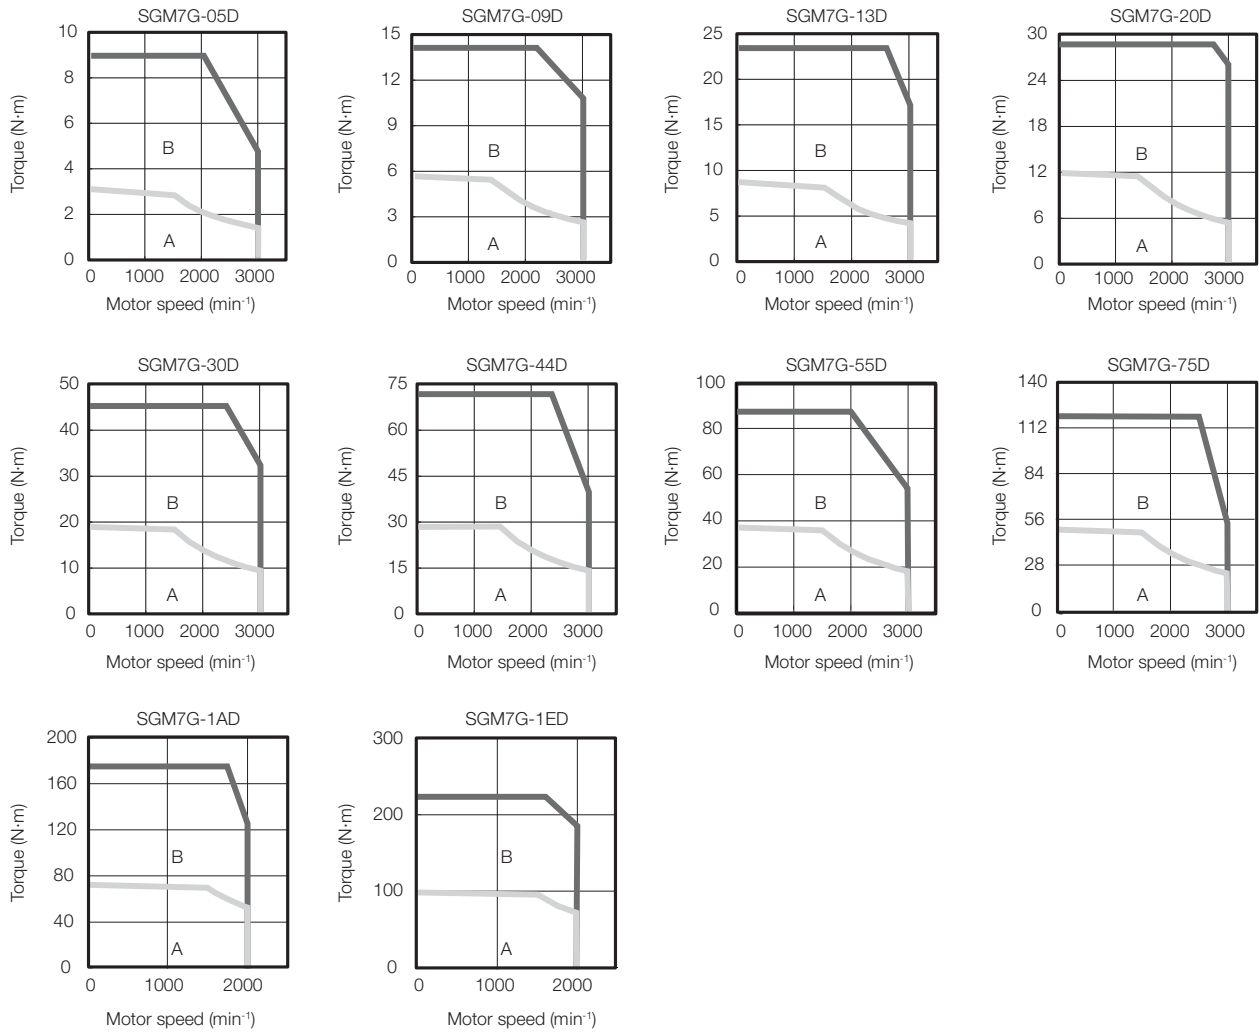 SGM7G-05D
10
8
6
4
2
0
Torque (N·m)
B
A
0 1000 2000 3000
Motor speed (min-1)
SGM7G-09D
15
12
9
6
3
0
Torque (N·m)
B
A
0 1000 2000 3000
Motor speed (min-1)
SGM7G-13D
25
20
15
10
5
0
Torque (N·m)
B
A
0 1000 2000 3000
Motor speed (min-1)
SGM7G-20D
30
24
18
12
6
0
Torque (N·m)
B
A
0 1000 2000 3000
Motor speed (min-1)
SGM7G-30D
50
40
30
20
10
0
Torque (N·m)
B
A
0 1000 2000 3000
Motor speed (min-1)
SGM7G-44D
75
60
45
30
15
0
Torque (N·m)
B
A
0 1000 2000 3000
Motor speed (min-1)
SGM7G-55D
100
80
60
40
20
0
Torque (N·m)
B
A
0 1000 2000 3000
Motor speed (min-1)
SGM7G-75D
140
112
84
56
28
0
Torque (N·m)
B
A
0 1000 2000 3000
Motor speed (min-1)
SGM7G-1AD
200
160
120
80
40
0
Torque (N·m)
B
A
0 1000 2000
Motor speed (min-1)
SGM7G-1ED
300
200
100
0
Torque (N·m)
B
A
0 1000 2000
Motor speed (min-1)